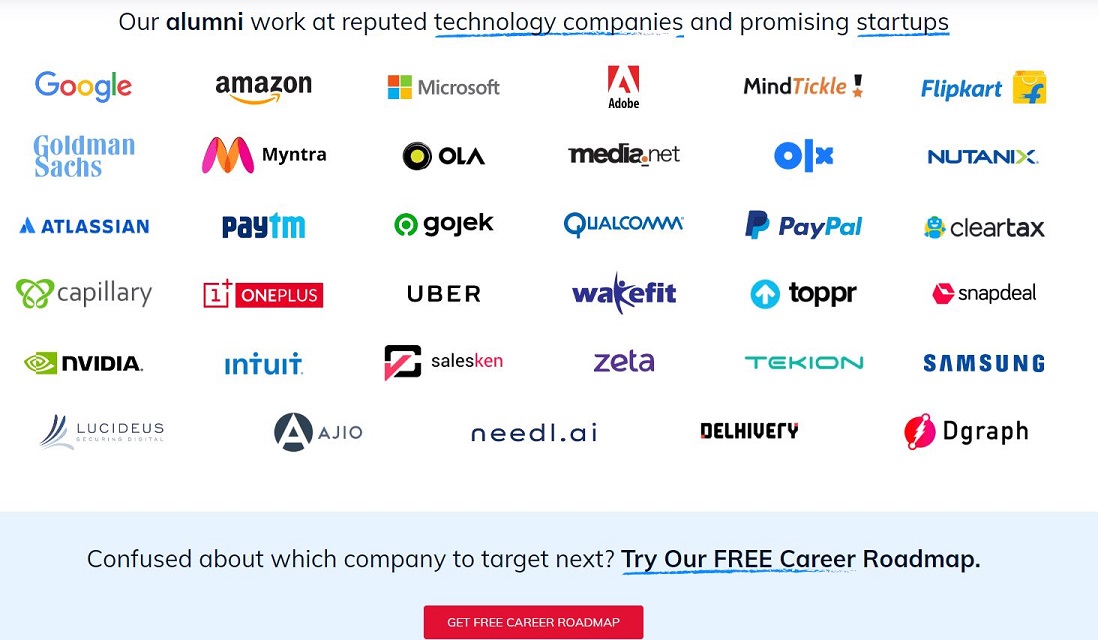 Our alumni work at reputed technology companies and promising startups
Google amazon Microsoft Adobe MindTickle! Flipkart
Goldman Sachs Myntra OLA media.net olx NUTANIX
ATLASSIAN paytm gojek QUALCOMM PayPal cleartax
capillary 1+ ONEPLUS UBER wakefit toppr snapdeal
NVIDIA. intuit. salesken zeta TEKION SAMSUNG
LUCIDEUS AJIO needl.ai DELHIVERY Dgraph
SECURING DIGITAL
Confused about which company to target next? Try Our FREE Career Roadmap.
GET FREE CAREER ROADMAP